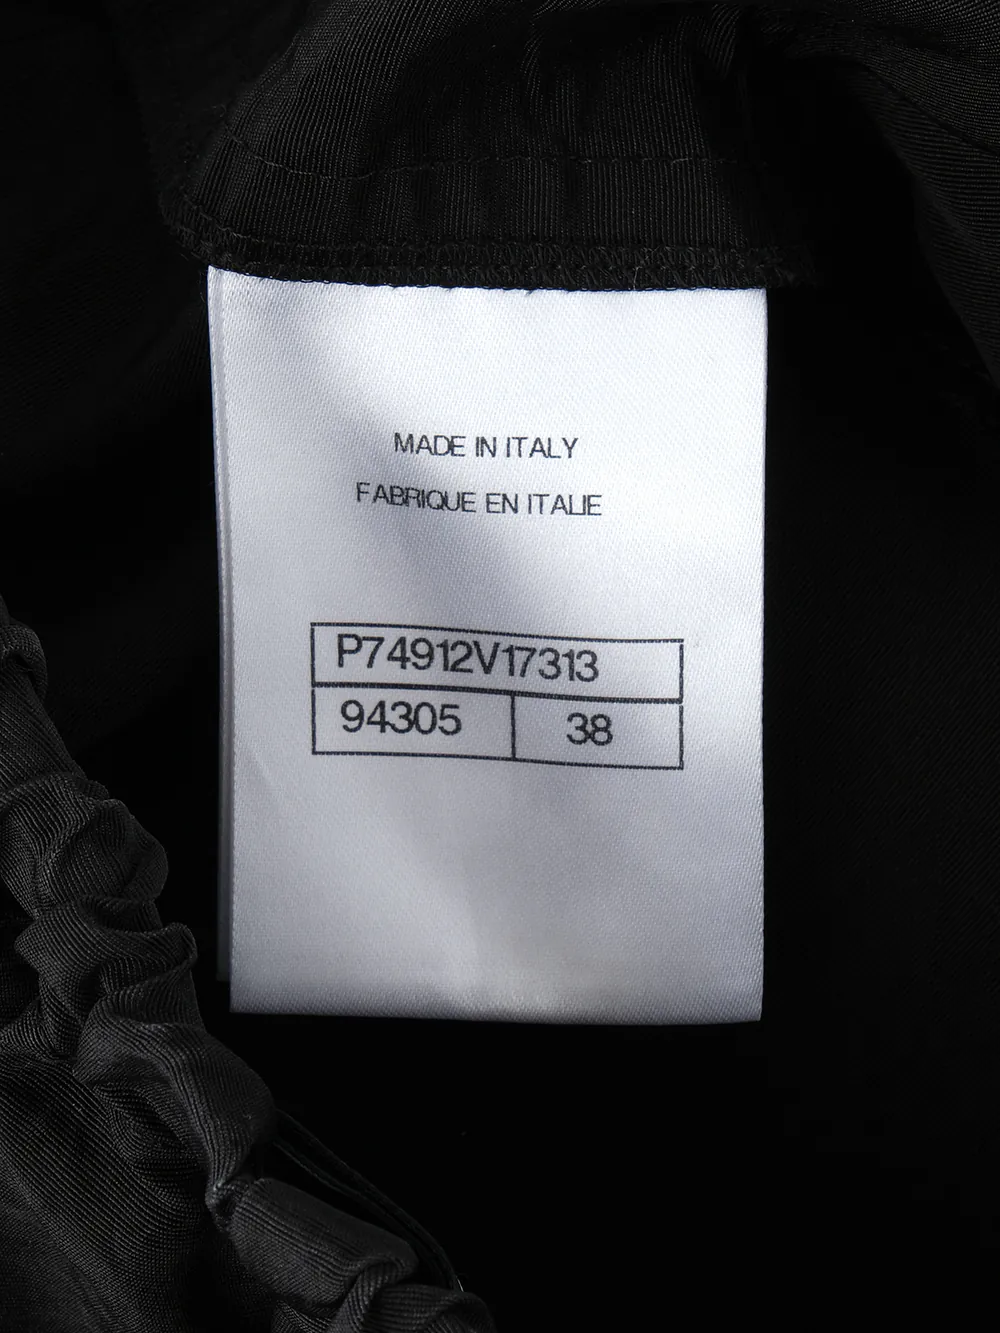 MADE IN ITALY
FABRIQUE EN ITALIE
P74912V17313
94305 38